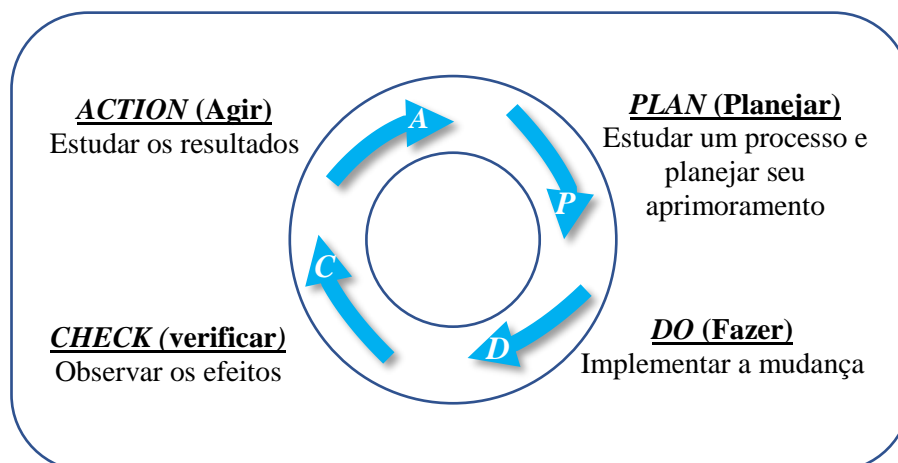 ACTION (Agir)
Estudar os resultados
A
PLAN (Planejar)
Estudar um processo e
planejar seu
aprimoramento
P
C
CHECK (verificar)
Observar os efeitos
D
DO (Fazer)
Implementar a mudança